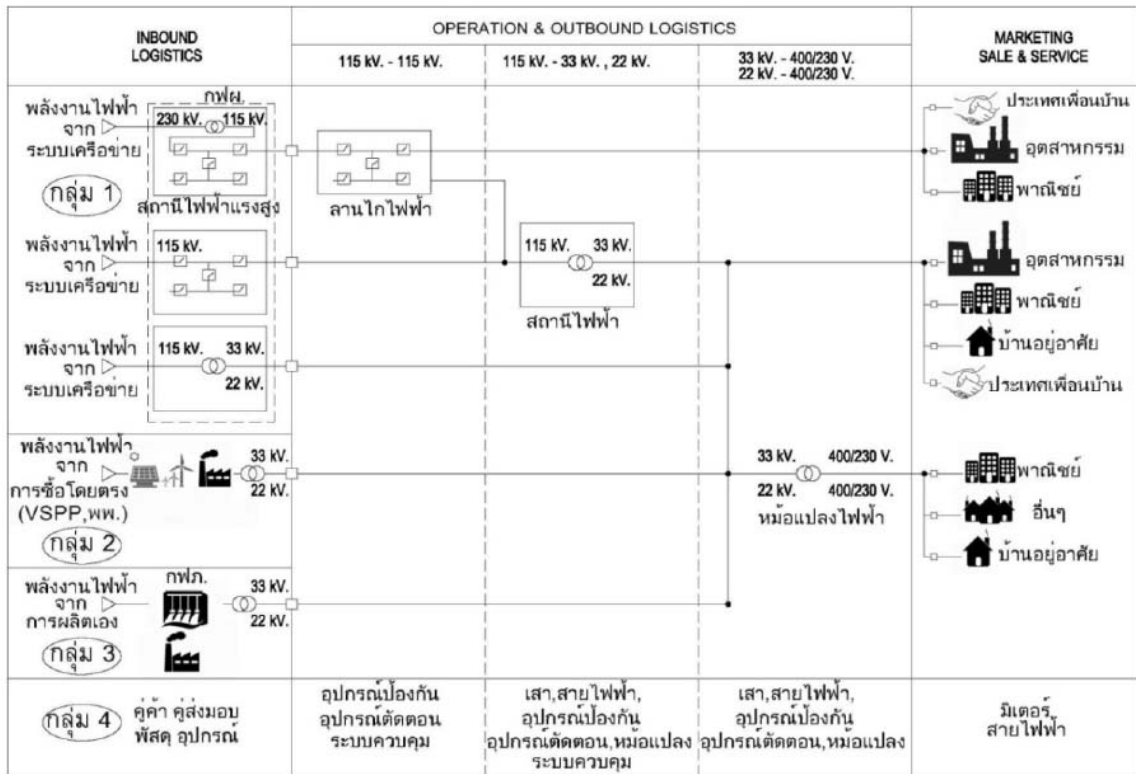 INBOUND
LOGISTICS
OPERATION & OUTBOUND LOGISTICS
115 kV. - 115 kV.
115 kV. - 33 kV. , 22 kV.
33 kV. - 400/230 V.
22 kV. - 400/230 V.
MARKETING
SALE & SERVICE
พลังงานไฟฟ้า
จาก
ระบบเครือข่าย
กลุ่ม 1
กฟผ.
230 kV. 115 kV.
สถานีไฟฟ้าแรงสูง
ลานไกไฟฟ้า
ประเทศเพื่อนบ้าน
อุตสาหกรรม
พาณิชย์
พลังงานไฟฟ้า
จาก
ระบบเครือข่าย
115 kV.
115 kV. 33 kV.
22 kV.
สถานีไฟฟ้า
อุตสาหกรรม
พาณิชย์
บ้านอยู่อาศัย
ประเทศเพื่อนบ้าน
พลังงานไฟฟ้า
จาก
ระบบเครือข่าย
115 kV. 33 kV.
22 kV.
พลังงานไฟฟ้า
จาก
การซื้อโดยตรง
(VSPP,พพ.)
กลุ่ม 2
33 kV.
22 kV.
33 kV. 400/230 V.
22 kV. 400/230 V.
หม้อแปลงไฟฟ้า
พาณิชย์
อื่นๆ
บ้านอยู่อาศัย
พลังงานไฟฟ้า
จาก
การผลิตเอง
กลุ่ม 3
กฟภ.
33 kV.
22 kV.
กลุ่ม 4
คู่ค้า คู่ส่งมอบ
พัสดุ อุปกรณ์
อุปกรณ์ป้องกัน
อุปกรณ์ตัดตอน
ระบบควบคุม
เสา,สายไฟฟ้า,
อุปกรณ์ป้องกัน
อุปกรณ์ตัดตอน,หม้อแปลง
ระบบควบคุม
เสา,สายไฟฟ้า,
อุปกรณ์ป้องกัน
อุปกรณ์ตัดตอน,หม้อแปลง
มิเตอร์
สายไฟฟ้า